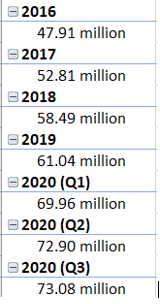 2016
47.91 million
2017
52.81 million
2018
58.49 million
2019
61.04 million
2020 (Q1)
69.96 million
2020 (Q2)
72.90 million
2020 (Q3)
73.08 million